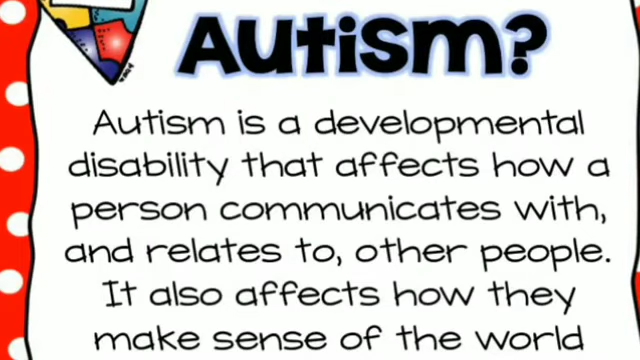 Autism?
Autism is a developmental
disability that affects how a
person communicates with,
and relates to, other people.
It also affects how they
make sense of the world